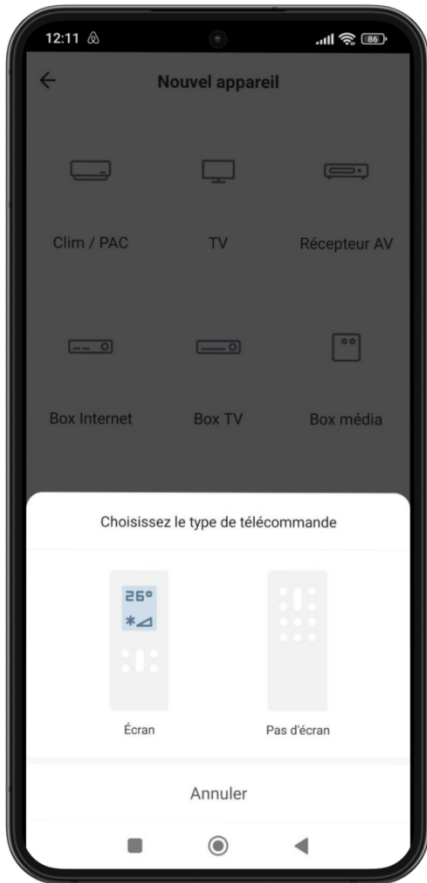 12:11 86
Nouvel appareil
Clim / PAC TV Récepteur AV
Box Internet Box TV Box média
Choisissez le type de télécommande
26°
Écran Pas d'écran
Annuler